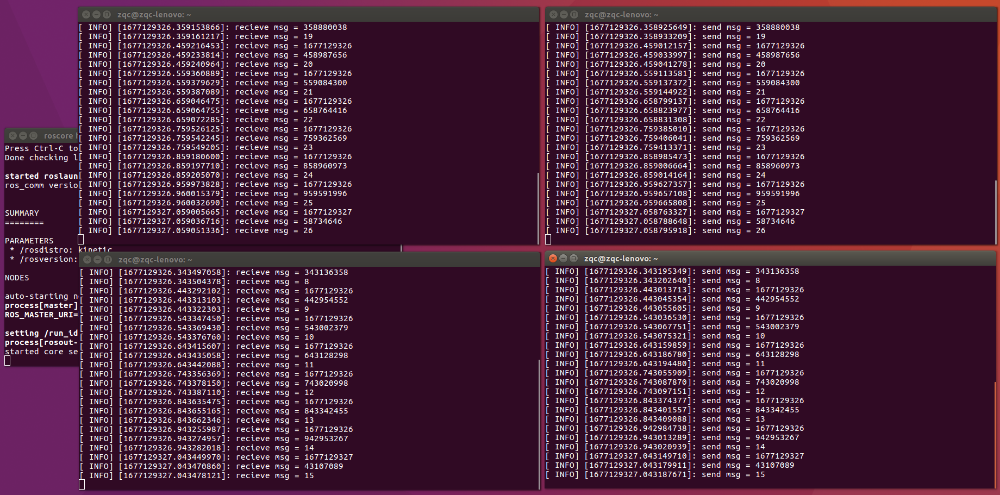 zqc@zqc-lenovo: ~
[ INFO] [1677129326.359153866]: recieve msg = 358880038
[ INFO] [1677129326.359161217]: recieve msg = 19
[ INFO] [1677129326.459216453]: recieve msg = 1677129326
[ INFO] [1677129326.459233814]: recieve msg = 458987656
[ INFO] [1677129326.459240964]: recieve msg = 20
[ INFO] [1677129326.559360889]: recieve msg = 1677129326
[ INFO] [1677129326.559379629]: recieve msg = 559084300
[ INFO] [1677129326.559387089]: recieve msg = 21
[ INFO] [1677129326.659046475]: recieve msg = 1677129326
[ INFO] [1677129326.659064755]: recieve msg = 658764416
[ INFO] [1677129326.659072285]: recieve msg = 22
[ INFO] [1677129326.759526125]: recieve msg = 1677129326
[ INFO] [1677129326.759542245]: recieve msg = 759362569
[ INFO] [1677129326.759549205]: recieve msg = 23
[ INFO] [1677129326.859180600]: recieve msg = 1677129326
[ INFO] [1677129326.859197710]: recieve msg = 858960973
[ INFO] [1677129326.859205070]: recieve msg = 24
[ INFO] [1677129326.959973828]: recieve msg = 1677129326
[ INFO] [1677129326.960015379]: recieve msg = 959591996
[ INFO] [1677129326.960032690]: recieve msg = 25
[ INFO] [1677129327.059005665]: recieve msg = 1677129327
[ INFO] [1677129327.059036716]: recieve msg = 58734646
[ INFO] [1677129327.059051336]: recieve msg = 26
zqc@zqc-lenovo: ~
[ INFO] [1677129326.358925649]: send msg = 358880038
[ INFO] [1677129326.358933209]: send msg = 19
[ INFO] [1677129326.459012157]: send msg = 1677129326
[ INFO] [1677129326.459033997]: send msg = 458987656
[ INFO] [1677129326.459041278]: send msg = 20
[ INFO] [1677129326.559113581]: send msg = 1677129326
[ INFO] [1677129326.559137372]: send msg = 559084300
[ INFO] [1677129326.559144922]: send msg = 21
[ INFO] [1677129326.658799137]: send msg = 1677129326
[ INFO] [1677129326.658823977]: send msg = 658764416
[ INFO] [1677129326.658831308]: send msg = 22
[ INFO] [1677129326.759385010]: send msg = 1677129326
[ INFO] [1677129326.759406041]: send msg = 759362569
[ INFO] [1677129326.759413371]: send msg = 23
[ INFO] [1677129326.858985473]: send msg = 1677129326
[ INFO] [1677129326.859006664]: send msg = 858960973
[ INFO] [1677129326.859014164]: send msg = 24
[ INFO] [1677129326.959627357]: send msg = 1677129326
[ INFO] [1677129326.959657108]: send msg = 959591996
[ INFO] [1677129326.959665808]: send msg = 25
[ INFO] [1677129327.058763327]: send msg = 1677129327
[ INFO] [1677129327.058788648]: send msg = 58734646
[ INFO] [1677129327.058795918]: send msg = 26
roscore
Press Ctrl-C to
Done checking l
started roslaun
ros_comm versio
SUMMARY
========
PARAMETERS
* /rosdistro: kinetic
* /rosversion:
NODES
auto-starting n
process[master]
ROS_MASTER_URI=
setting /run_id
process[rosout-
started core se
zqc@zqc-lenovo: ~
[ INFO] [1677129326.343497058]: recieve msg = 343136358
[ INFO] [1677129326.343504378]: recieve msg = 8
[ INFO] [1677129326.443292102]: recieve msg = 1677129326
[ INFO] [1677129326.443313103]: recieve msg = 442954552
[ INFO] [1677129326.443322303]: recieve msg = 9
[ INFO] [1677129326.543347450]: recieve msg = 1677129326
[ INFO] [1677129326.543369430]: recieve msg = 543002379
[ INFO] [1677129326.543376760]: recieve msg = 10
[ INFO] [1677129326.643415607]: recieve msg = 1677129326
[ INFO] [1677129326.643435058]: recieve msg = 643128298
[ INFO] [1677129326.643442088]: recieve msg = 11
[ INFO] [1677129326.743356369]: recieve msg = 1677129326
[ INFO] [1677129326.743378150]: recieve msg = 743020998
[ INFO] [1677129326.743387110]: recieve msg = 12
[ INFO] [1677129326.843635475]: recieve msg = 1677129326
[ INFO] [1677129326.843655165]: recieve msg = 843342455
[ INFO] [1677129326.843662346]: recieve msg = 13
[ INFO] [1677129326.943255987]: recieve msg = 1677129326
[ INFO] [1677129326.943274957]: recieve msg = 942953267
[ INFO] [1677129326.943282018]: recieve msg = 14
[ INFO] [1677129327.043449970]: recieve msg = 1677129327
[ INFO] [1677129327.043470860]: recieve msg = 43107089
[ INFO] [1677129327.043478121]: recieve msg = 15
zqc@zqc-lenovo: ~
[ INFO] [1677129326.343195349]: send msg = 343136358
[ INFO] [1677129326.343202640]: send msg = 8
[ INFO] [1677129326.443013713]: send msg = 1677129326
[ INFO] [1677129326.443045354]: send msg = 442954552
[ INFO] [1677129326.443055605]: send msg = 9
[ INFO] [1677129326.543036530]: send msg = 1677129326
[ INFO] [1677129326.543067751]: send msg = 543002379
[ INFO] [1677129326.543075321]: send msg = 10
[ INFO] [1677129326.643159859]: send msg = 1677129326
[ INFO] [1677129326.643186780]: send msg = 643128298
[ INFO] [1677129326.643194480]: send msg = 11
[ INFO] [1677129326.743055909]: send msg = 1677129326
[ INFO] [1677129326.743087870]: send msg = 743020998
[ INFO] [1677129326.743097151]: send msg = 12
[ INFO] [1677129326.843374377]: send msg = 1677129326
[ INFO] [1677129326.843401557]: send msg = 843342455
[ INFO] [1677129326.843409088]: send msg = 13
[ INFO] [1677129326.942984738]: send msg = 1677129326
[ INFO] [1677129326.943013289]: send msg = 942953267
[ INFO] [1677129326.943020939]: send msg = 14
[ INFO] [1677129327.043149710]: send msg = 1677129327
[ INFO] [1677129327.043179911]: send msg = 43107089
[ INFO] [1677129327.043187671]: send msg = 15